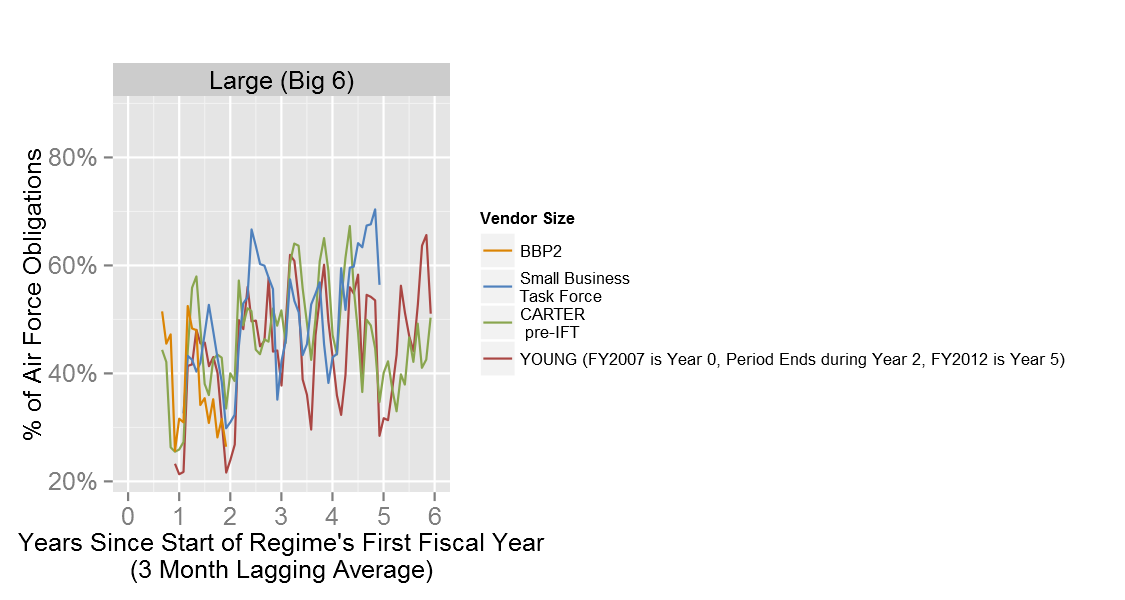 Large (Big 6)
% of Air Force Obligations
80%
60%
40%
20%
0 1 2 3 4 5 6
Years Since Start of Regime's First Fiscal Year
(3 Month Lagging Average)
Vendor Size
BBP2
Small Business
Task Force
CARTER
pre-IFT
YOUNG (FY2007 is Year 0, Period Ends during Year 2, FY2012 is Year 5)